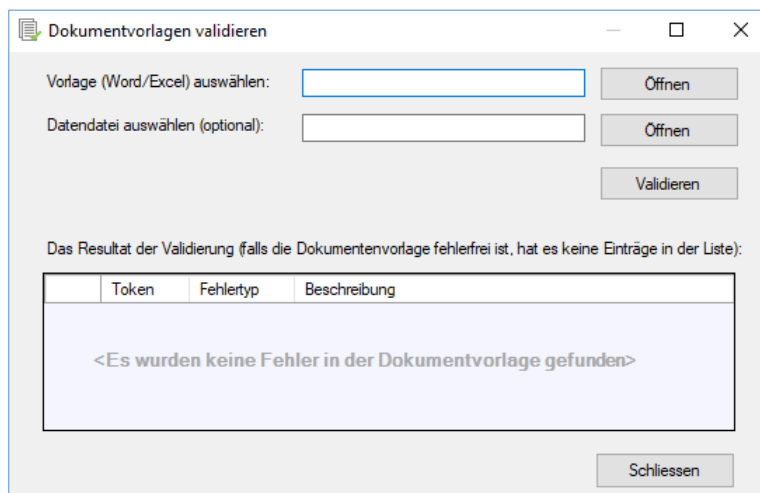 Dokumentvorlagen validieren
Vorlage (Word/Excel) auswählen:
Öffnen
Datendatei auswählen (optional):
Öffnen
Validieren
Das Resultat der Validierung (falls die Dokumentenvorlage fehlerfrei ist, hat es keine Einträge in der Liste):
Token Fehlertyp Beschreibung
<Es wurden keine Fehler in der Dokumentvorlage gefunden>
Schliessen